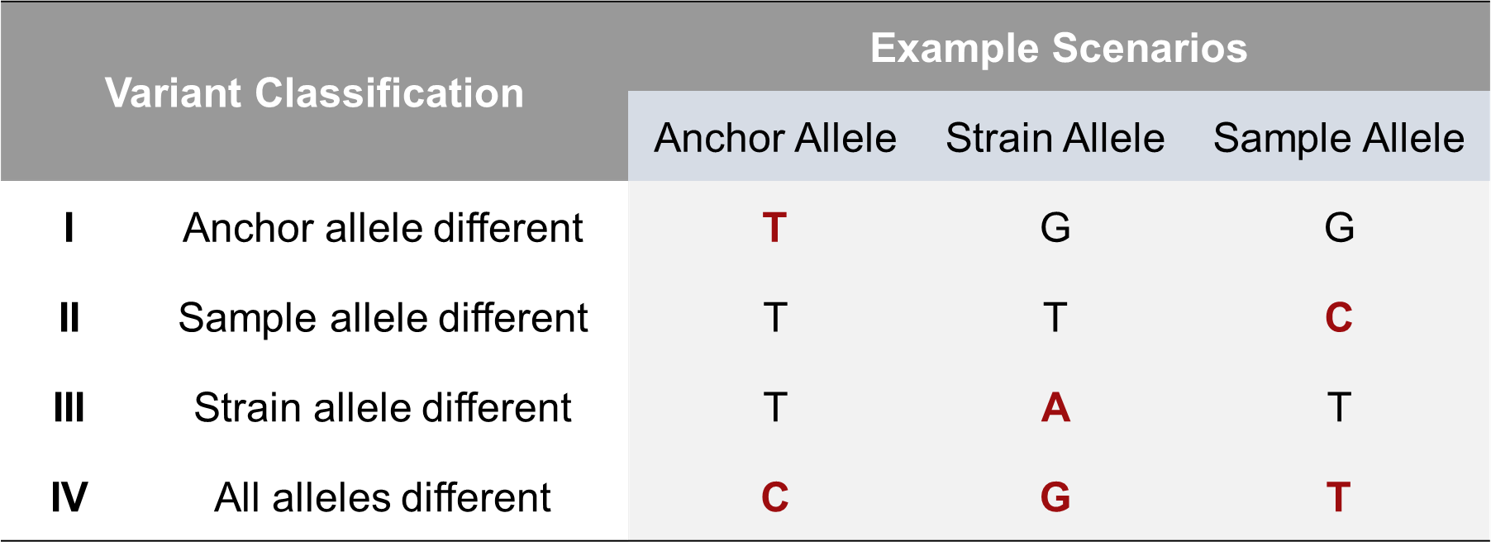 Example Scenarios
Variant Classification
Anchor Allele Strain Allele Sample Allele
I Anchor allele different T G G
II Sample allele different T T C
III Strain allele different T A T
IV All alleles different C G T